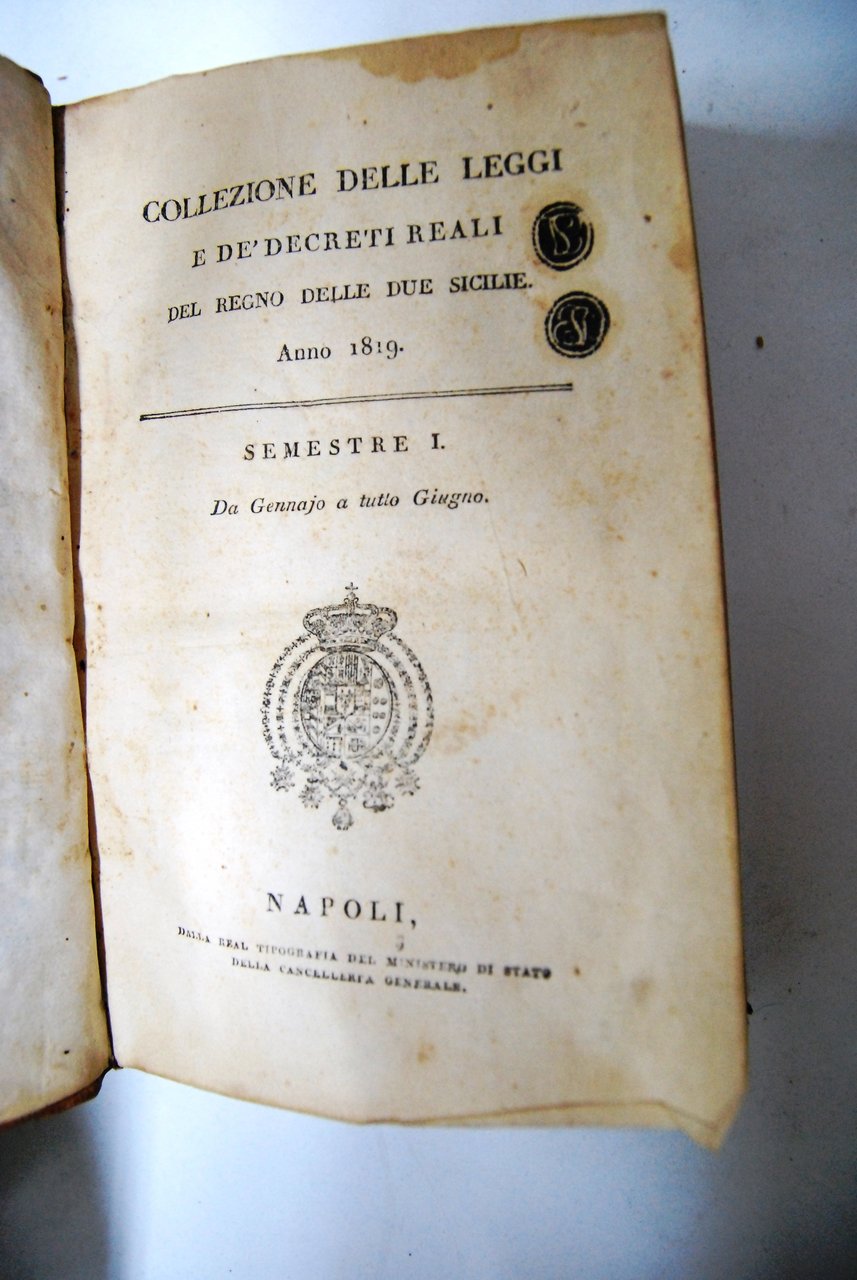 COLLEZIONE DELLE LEGGI
E DE' DECRETI REALI
DEL REGNO DELLE DUE SICILIE.
Anno 1819.
SEMESTRE I.
Da Gennajo a tutto Giugno.
NAPOLI,
DALLA REAL TIPOGRAFIA DEL MINISTERO DI STATO
DELLA CANCELLERIA GENERALE.